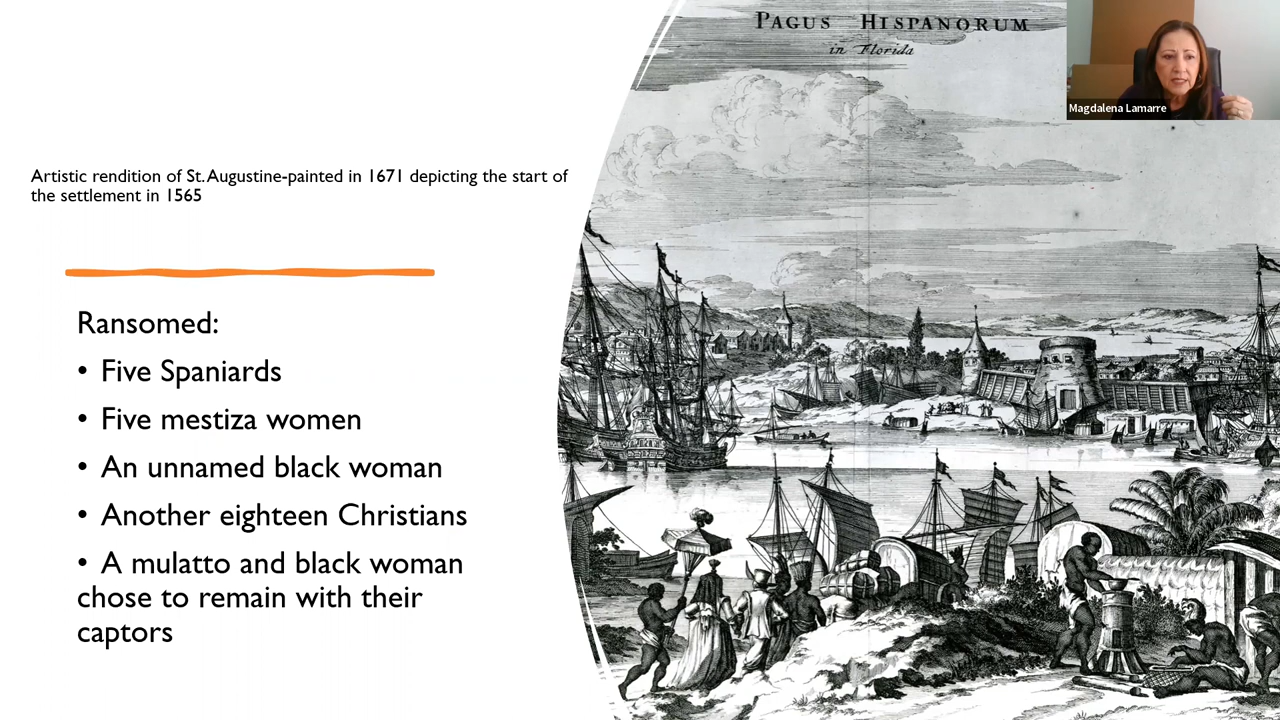 PAGUS HISPANORUM
in Florida
Magdalena Lamarre
Artistic rendition of St. Augustine-painted in 1671 depicting the start of
the settlement in 1565
Ransomed:
• Five Spaniards
• Five mestiza women
• An unnamed black woman
• Another eighteen Christians
• A mulatto and black woman
chose to remain with their
captors